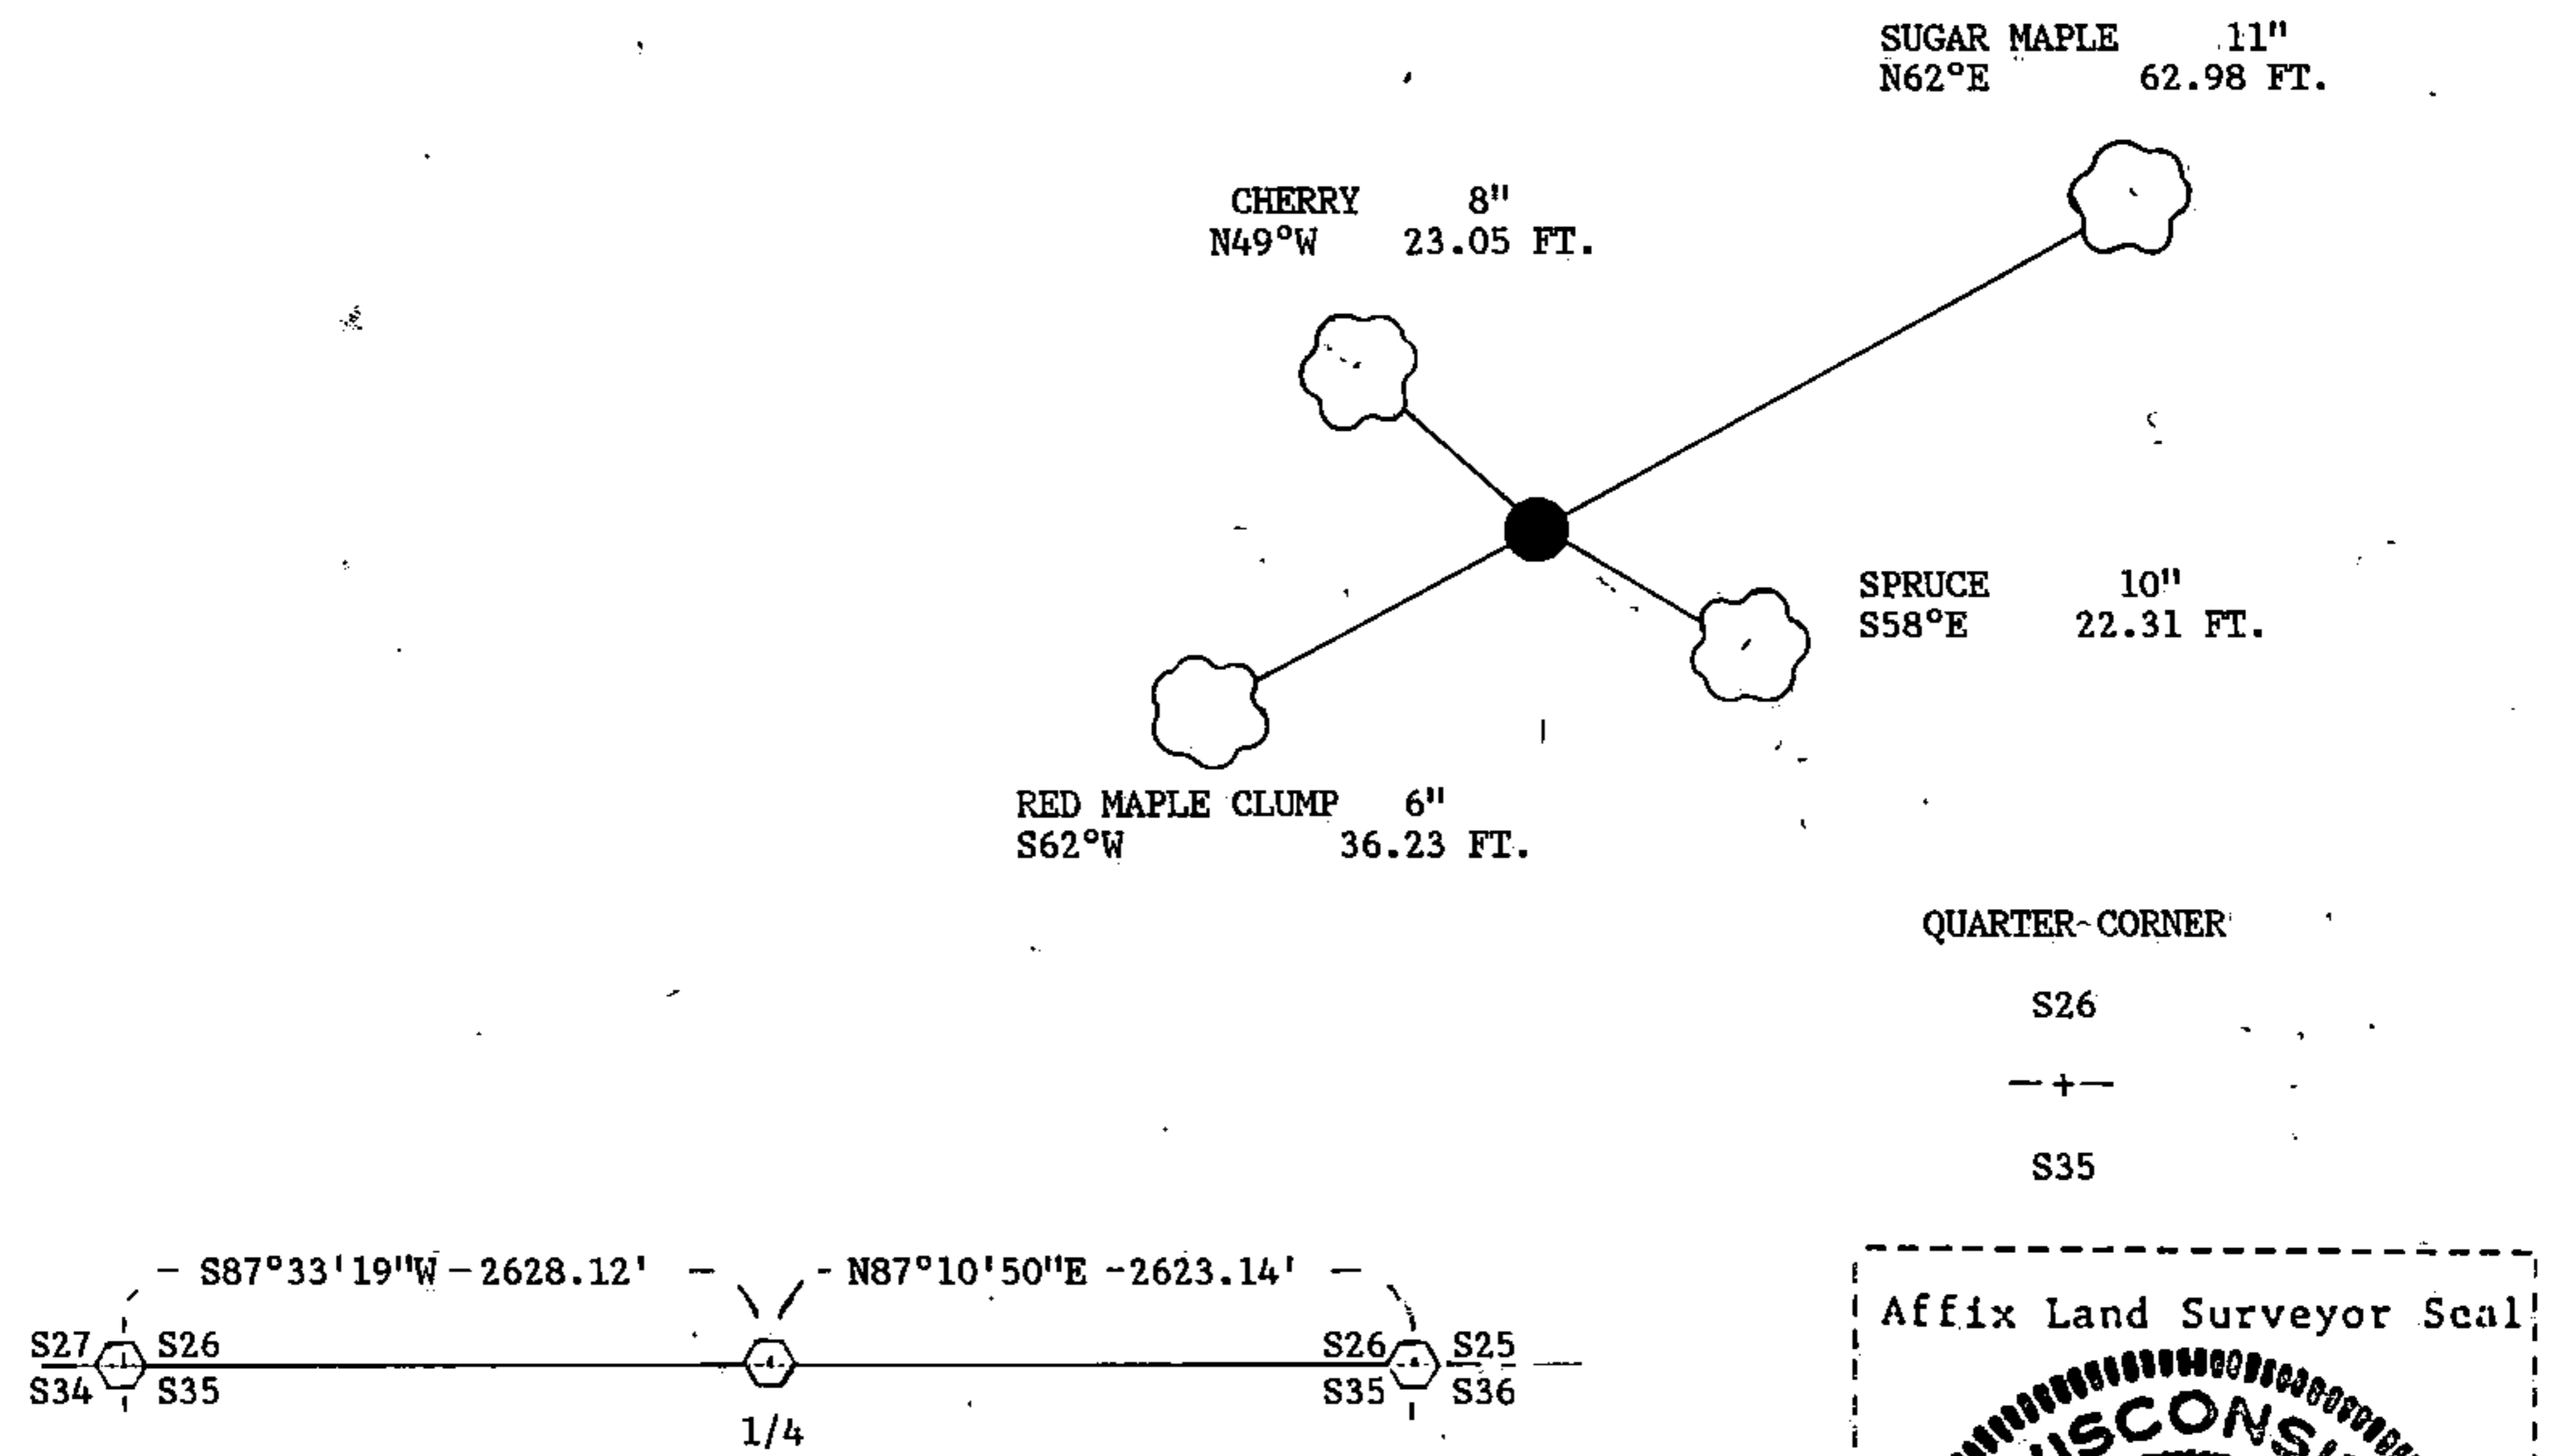 SUGAR MAPLE 11"
N62°E 62.98 FT.
CHERRY 8"
N49°W 23.05 FT.
SPRUCE 10"
S58°E 22.31 FT.
RED MAPLE CLUMP 6"
S62°W 36.23 FT.
QUARTER-CORNER
S26
S35
S87°33'19"W - 2628.12' N87°10'50"E - 2623.14'
S27 S26 S26 S25
S34 S35 S35 S36
1/4
Affix Land Surveyor Seal